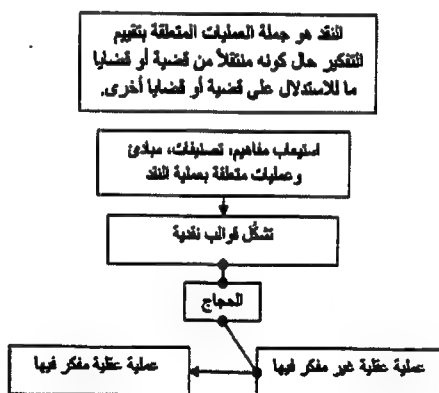 النقد هو جملة العمليات المتعلقة بتقييم
التفكير حال كونه منتقلاً من قضية أو قضايا
ما للاستدلال على قضية أو قضايا أخرى.
استيعاب مفاهيم، تصنيفات، مبادئ
وعمليات متعلقة بعملية النقد
تشكّل قوالب نقدية
الحجاج
عملية عقلية غير مفكر فيها
عملية عقلية مفكر فيها